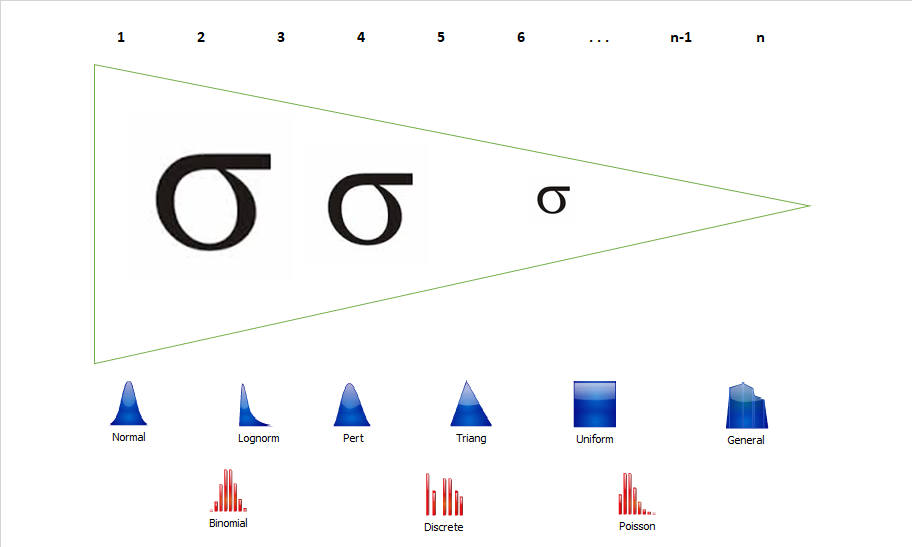 1 2 3 4 5 6 . . . n-1 n
σ σ σ
Normal Lognorm Pert Triang Uniform General
Binomial Discrete Poisson